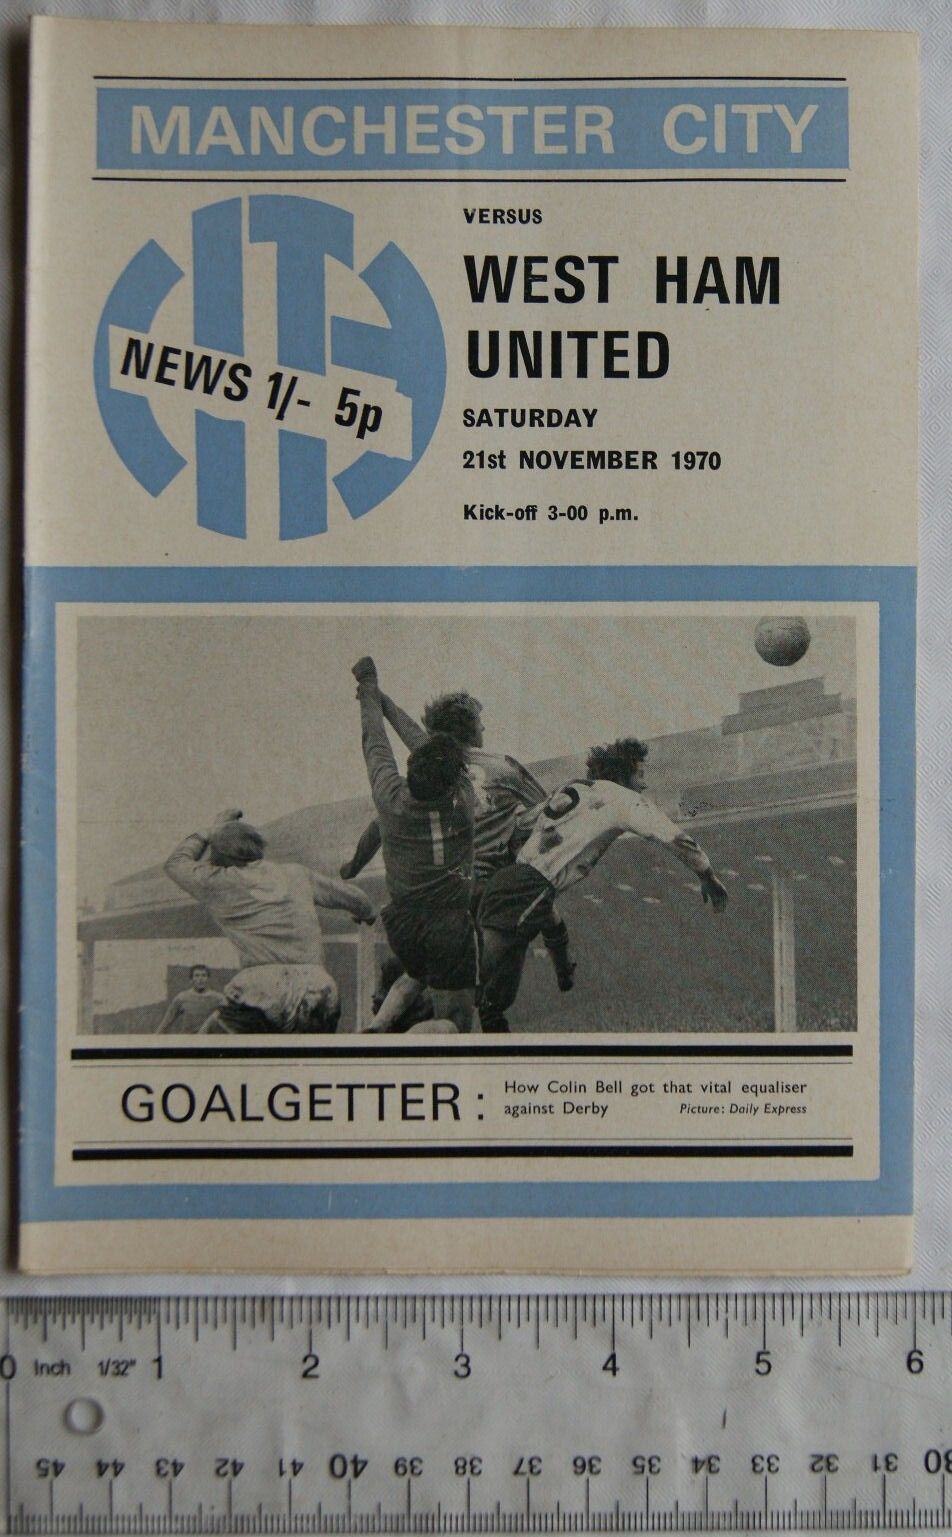 MANCHESTER CITY
CITY
NEWS 1/- 5p
VERSUS
WEST HAM
UNITED
SATURDAY
21st NOVEMBER 1970
Kick-off 3-00 p.m.
1
GOALGETTER :
How Colin Bell got that vital equaliser
against Derby
Picture: Daily Express
0 Inch 1/32" 1 2 3 4 5 6
45 44 43 42 41 40 39 38 37 36 35 34 33 32 31 30